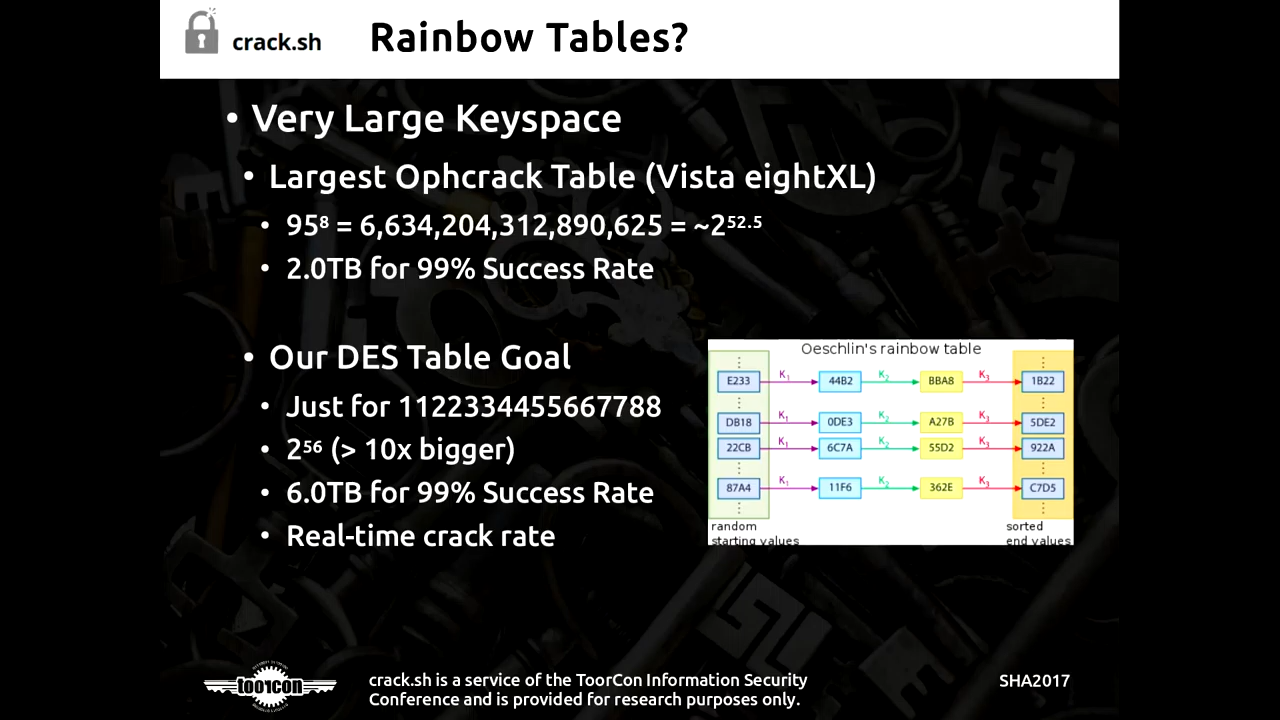 crack.sh Rainbow Tables?
• Very Large Keyspace
• Largest Ophcrack Table (Vista eightXL)
• 95⁸ = 6,634,204,312,890,625 = ~2⁵²·⁵
• 2.0TB for 99% Success Rate
• Our DES Table Goal
• Just for 1122334455667788
• 2⁵⁶ (> 10x bigger)
• 6.0TB for 99% Success Rate
• Real-time crack rate
Oeschlin's rainbow table
E233 K₁ 44B2 K₂ BBA8 K₃ 1B22
DB18 K₁ 0DE3 K₂ A27B K₃ 5DE2
22CB K₁ 6C7A K₂ 55D2 K₃ 922A
87A4 K₁ 11F6 K₂ 362E K₃ C7D5
random sorted
starting values end values
toorcon
crack.sh is a service of the ToorCon Information Security
Conference and is provided for research purposes only.
SHA2017